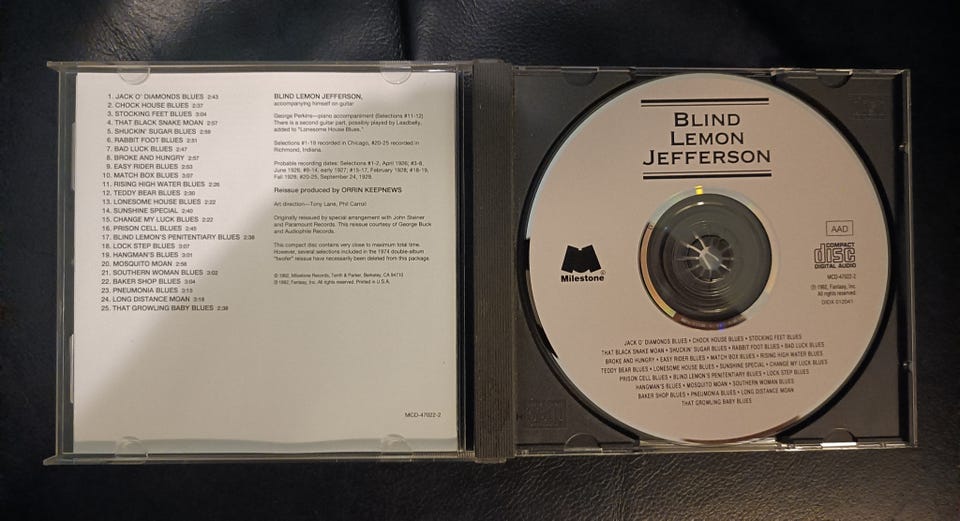 1. JACK O' DIAMONDS BLUES 2:43
2. CHOCK HOUSE BLUES 2:37
3. STOCKING FEET BLUES 3:04
4. THAT BLACK SNAKE MOAN 2:57
5. SHUCKIN' SUGAR BLUES 2:59
6. RABBIT FOOT BLUES 2:51
7. BAD LUCK BLUES 2:47
8. BROKE AND HUNGRY 2:57
9. EASY RIDER BLUES 2:53
10. MATCH BOX BLUES 3:07
11. RISING HIGH WATER BLUES 2:26
12. TEDDY BEAR BLUES 2:30
13. LONESOME HOUSE BLUES 2:22
14. SUNSHINE SPECIAL 2:40
15. CHANGE MY LUCK BLUES 2:22
16. PRISON CELL BLUES 2:45
17. BLIND LEMON'S PENITENTIARY BLUES 2:38
18. LOCK STEP BLUES 3:07
19. HANGMAN'S BLUES 3:01
20. MOSQUITO MOAN 2:58
21. SOUTHERN WOMAN BLUES 3:02
22. BAKER SHOP BLUES 3:04
23. PNEUMONIA BLUES 3:15
24. LONG DISTANCE MOAN 3:18
25. THAT GROWLING BABY BLUES 2:38
BLIND LEMON JEFFERSON,
accompanying himself on guitar
George Perkins—piano accompaniment (Selections #11-12)
There is a second guitar part, possibly played by Leadbelly,
added to "Lonesome House Blues."
Selections #1-19 recorded in Chicago, #20-25 recorded in
Richmond, Indiana.
Probable recording dates: Selections #1-2, April 1926; #3-8,
June 1926; #9-14, early 1927; #15-17, February 1928; #18-19,
Fall 1928; #20-25, September 24, 1929.
Reissue produced by ORRIN KEEPNEWS
Art direction—Tony Lane, Phil Carroll
Originally reissued by special arrangement with John Steiner
and Paramount Records. This reissue courtesy of George Buck
and Audiophile Records.
This compact disc contains very close to maximum total time.
However, several selections included in the 1974 double-album
"twofer" reissue have necessarily been deleted from this package.
© 1992, Milestone Records, Tenth & Parker, Berkeley, CA 94710
℗ 1992, Fantasy, Inc. All rights reserved. Printed in U.S.A.
MCD-47022-2
BLIND
LEMON
JEFFERSON
Milestone®
AAD
COMPACT
disc
DIGITAL AUDIO
MCD-47022-2
℗ 1992, Fantasy, Inc.
All rights reserved.
DIDX 012041
JACK O' DIAMONDS BLUES • CHOCK HOUSE BLUES • STOCKING FEET BLUES
THAT BLACK SNAKE MOAN • SHUCKIN' SUGAR BLUES • RABBIT FOOT BLUES • BAD LUCK BLUES
BROKE AND HUNGRY • EASY RIDER BLUES • MATCH BOX BLUES • RISING HIGH WATER BLUES
TEDDY BEAR BLUES • LONESOME HOUSE BLUES • SUNSHINE SPECIAL • CHANGE MY LUCK BLUES
PRISON CELL BLUES • BLIND LEMON'S PENITENTIARY BLUES • LOCK STEP BLUES
HANGMAN'S BLUES • MOSQUITO MOAN • SOUTHERN WOMAN BLUES
BAKER SHOP BLUES • PNEUMONIA BLUES • LONG DISTANCE MOAN
THAT GROWLING BABY BLUES